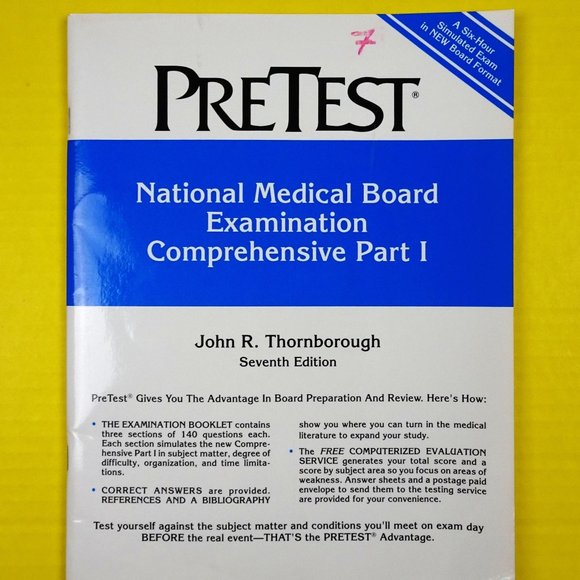 7
A Six-Hour
Simulated Exam
in NEW Board Format
PRETEST®
National Medical Board
Examination
Comprehensive Part I
John R. Thornborough
Seventh Edition
PreTest® Gives You The Advantage In Board Preparation And Review. Here's How:
• THE EXAMINATION BOOKLET contains
three sections of 140 questions each.
Each section simulates the new Compre-
hensive Part I in subject matter, degree of
difficulty, organization, and time limita-
tions.
• CORRECT ANSWERS are provided.
REFERENCES AND A BIBLIOGRAPHY
show you where you can turn in the medical
literature to expand your study.
• The FREE COMPUTERIZED EVALUATION
SERVICE generates your total score and a
score by subject area so you focus on areas of
weakness. Answer sheets and a postage paid
envelope to send them to the testing service
are provided for your convenience.
Test yourself against the subject matter and conditions you'll meet on exam day
BEFORE the real event—THAT'S the PRETEST® Advantage.